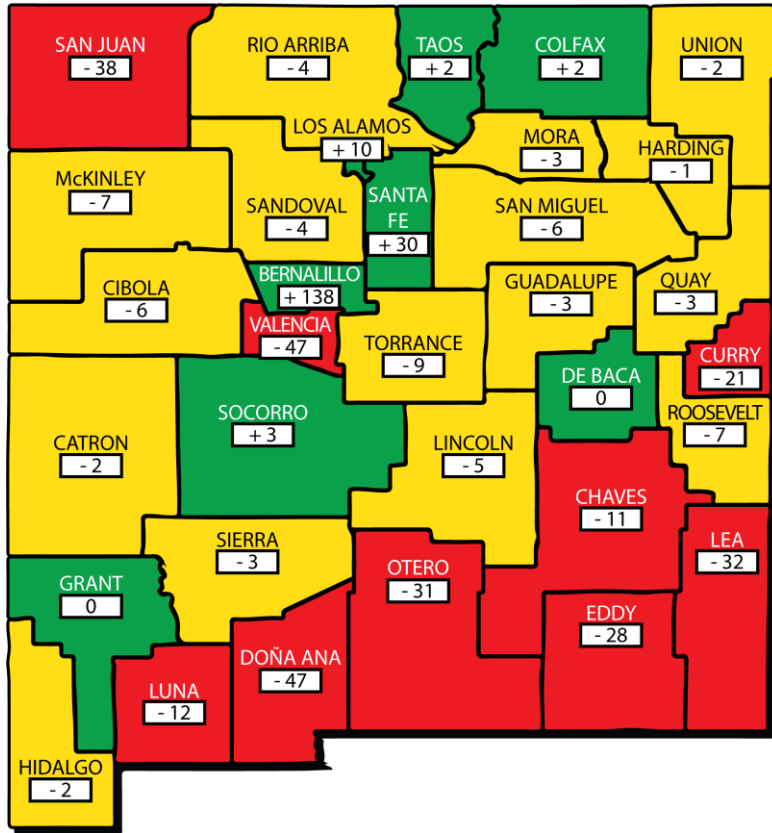 SAN JUAN
- 38
RIO ARRIBA
- 4
TAOS
+ 2
COLFAX
+ 2
UNION
- 2
LOS ALAMOS
+ 10
MORA
- 3
HARDING
- 1
McKINLEY
- 7
SANDOVAL
- 4
SANTA
FE
+ 30
SAN MIGUEL
- 6
CIBOLA
- 6
BERNALILLO
+ 138
GUADALUPE
- 3
QUAY
- 3
VALENCIA
- 47
TORRANCE
- 9
CURRY
- 21
DE BACA
0
SOCORRO
+ 3
ROOSEVELT
- 7
CATRON
- 2
LINCOLN
- 5
CHAVES
- 11
SIERRA
- 3
LEA
- 32
OTERO
- 31
GRANT
0
EDDY
- 28
DOÑA ANA
- 47
LUNA
- 12
HIDALGO
- 2